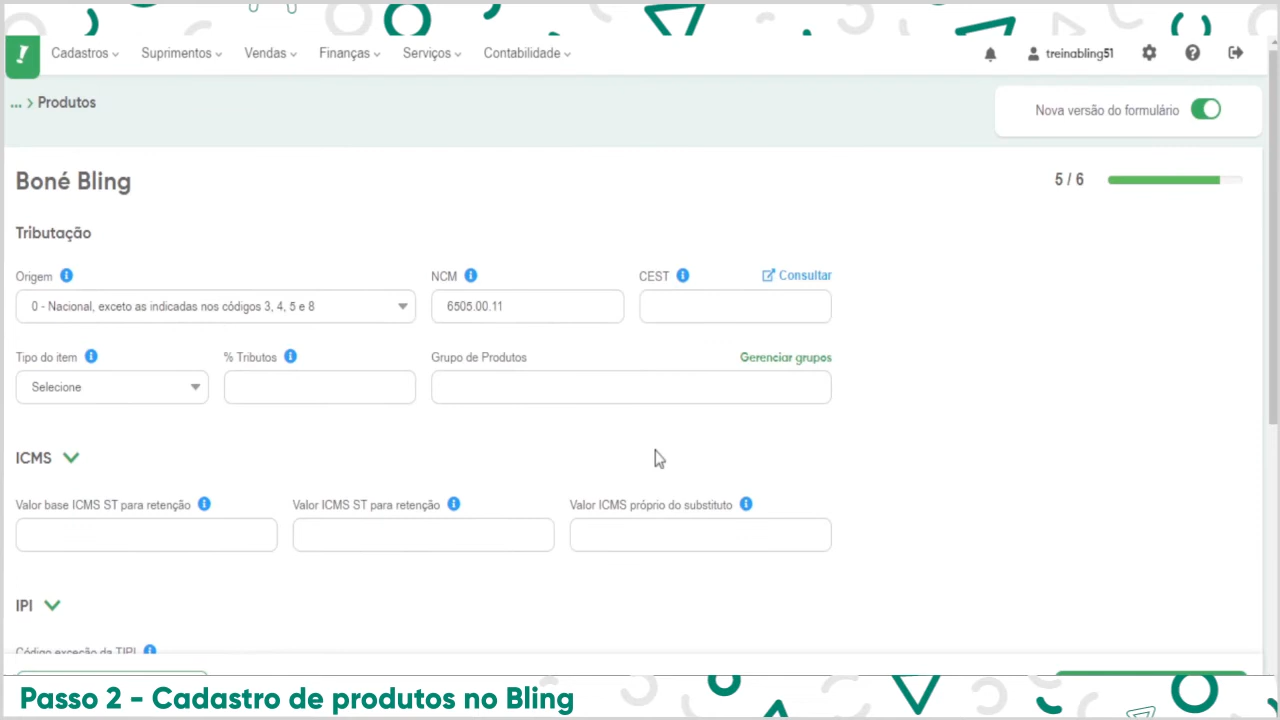 Cadastros Suprimentos Vendas Finanças Serviços Contabilidade treinabling51
... > Produtos
Nova versão do formulário
Boné Bling
5 / 6
Tributação
Origem NCM CEST Consultar
0 - Nacional, exceto as indicadas nos códigos 3, 4, 5 e 8 6505.00.11
Tipo do item % Tributos Grupo de Produtos Gerenciar grupos
Selecione
ICMS
Valor base ICMS ST para retenção Valor ICMS ST para retenção Valor ICMS próprio do substituto
IPI
Código exceção da TIPI
Passo 2 - Cadastro de produtos no Bling